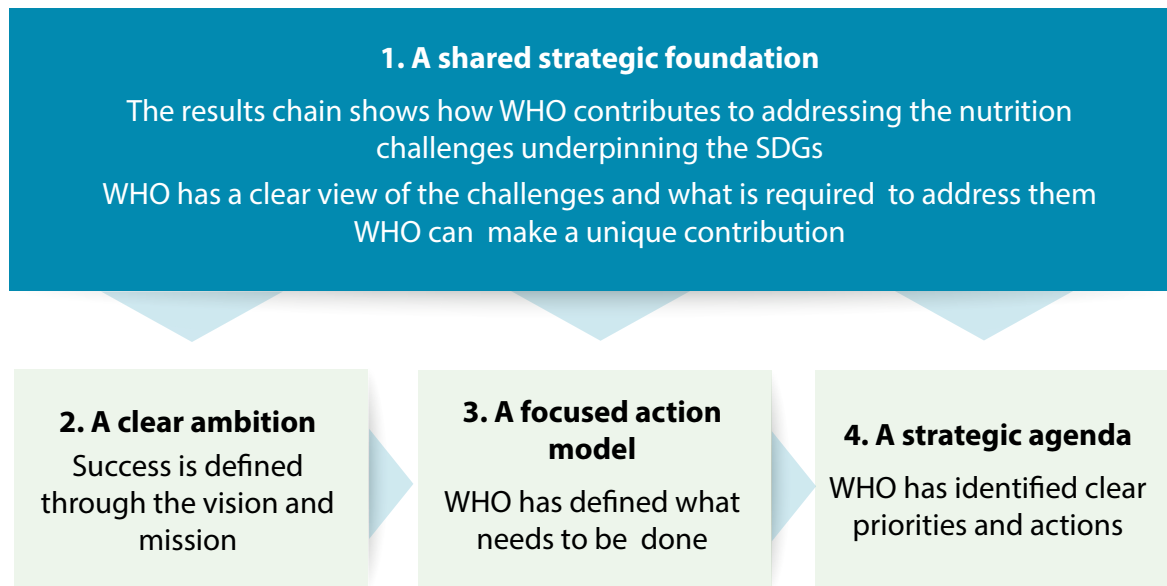 1. A shared strategic foundation
The results chain shows how WHO contributes to addressing the nutrition
challenges underpinning the SDGs
WHO has a clear view of the challenges and what is required to address them
WHO can make a unique contribution
2. A clear ambition
Success is defined
through the vision and
mission
3. A focused action
model
WHO has defined what
needs to be done
4. A strategic agenda
WHO has identified clear
priorities and actions